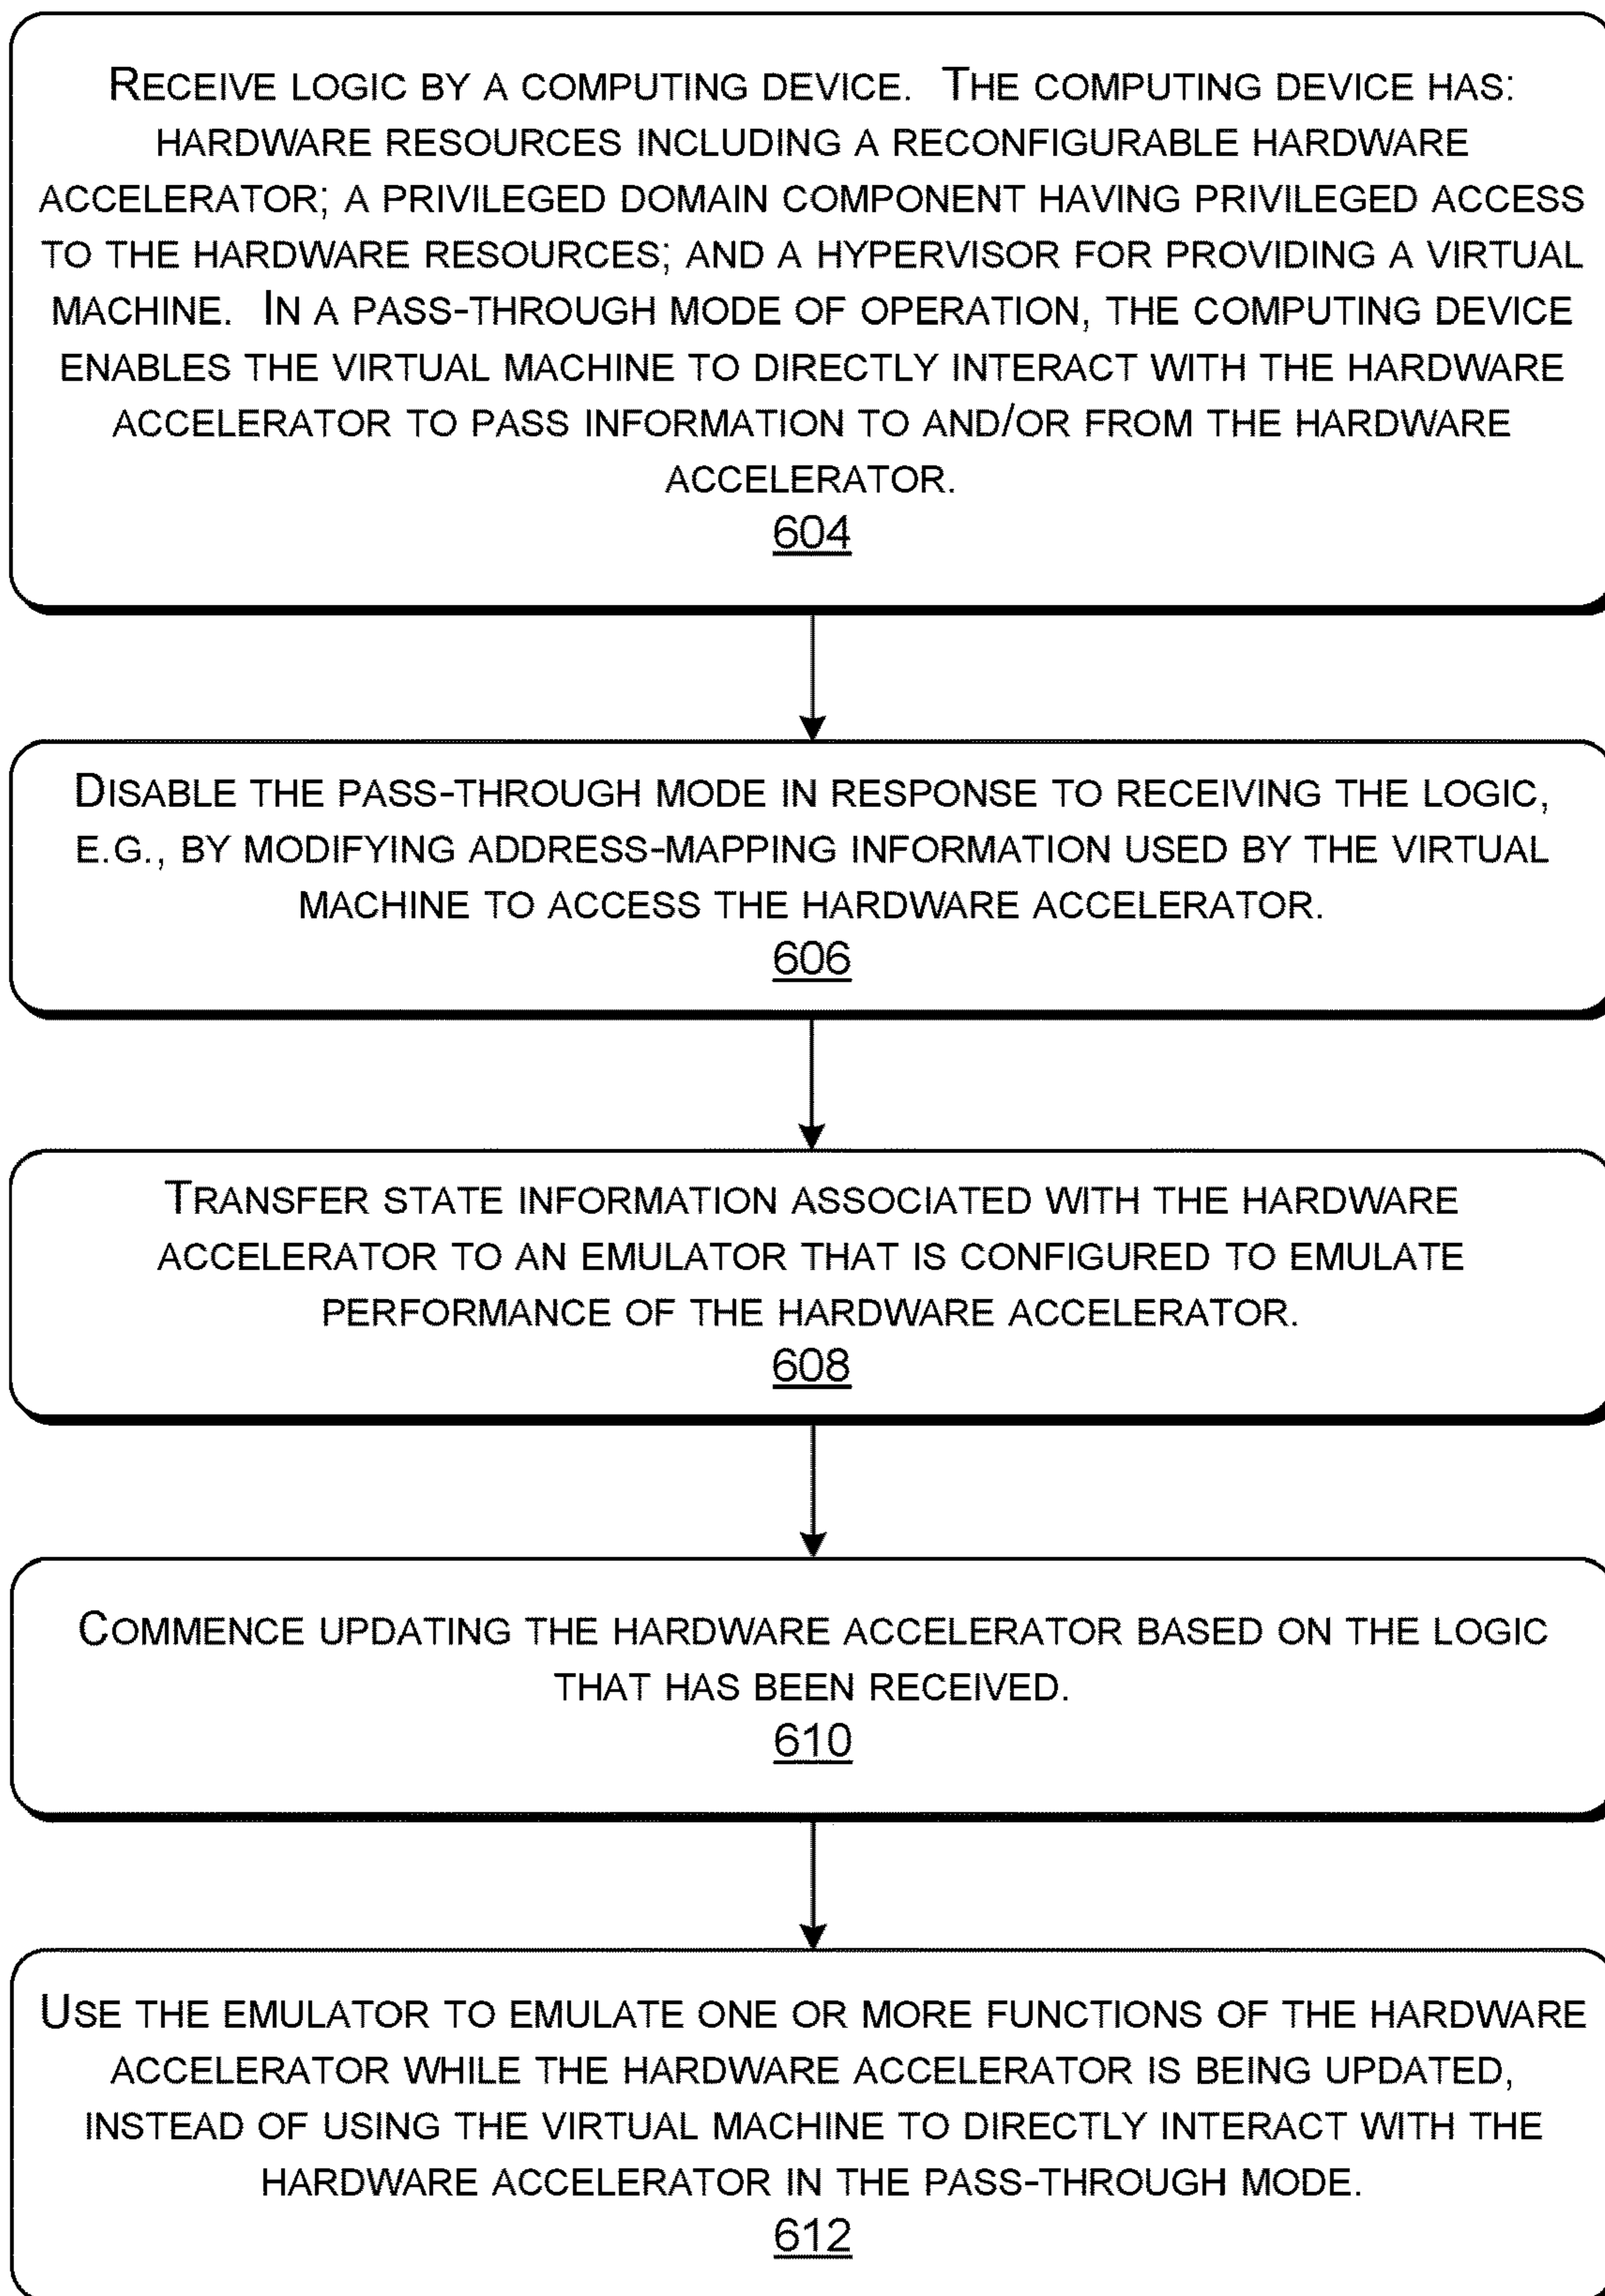 RECEIVE LOGIC BY A COMPUTING DEVICE. THE COMPUTING DEVICE HAS:
HARDWARE RESOURCES INCLUDING A RECONFIGURABLE HARDWARE
ACCELERATOR; A PRIVILEGED DOMAIN COMPONENT HAVING PRIVILEGED ACCESS
TO THE HARDWARE RESOURCES; AND A HYPERVISOR FOR PROVIDING A VIRTUAL
MACHINE. IN A PASS-THROUGH MODE OF OPERATION, THE COMPUTING DEVICE
ENABLES THE VIRTUAL MACHINE TO DIRECTLY INTERACT WITH THE HARDWARE
ACCELERATOR TO PASS INFORMATION TO AND/OR FROM THE HARDWARE
ACCELERATOR.
604
DISABLE THE PASS-THROUGH MODE IN RESPONSE TO RECEIVING THE LOGIC,
E.G., BY MODIFYING ADDRESS-MAPPING INFORMATION USED BY THE VIRTUAL
MACHINE TO ACCESS THE HARDWARE ACCELERATOR.
606
TRANSFER STATE INFORMATION ASSOCIATED WITH THE HARDWARE
ACCELERATOR TO AN EMULATOR THAT IS CONFIGURED TO EMULATE
PERFORMANCE OF THE HARDWARE ACCELERATOR.
608
COMMENCE UPDATING THE HARDWARE ACCELERATOR BASED ON THE LOGIC
THAT HAS BEEN RECEIVED.
610
USE THE EMULATOR TO EMULATE ONE OR MORE FUNCTIONS OF THE HARDWARE
ACCELERATOR WHILE THE HARDWARE ACCELERATOR IS BEING UPDATED,
INSTEAD OF USING THE VIRTUAL MACHINE TO DIRECTLY INTERACT WITH THE
HARDWARE ACCELERATOR IN THE PASS-THROUGH MODE.
612